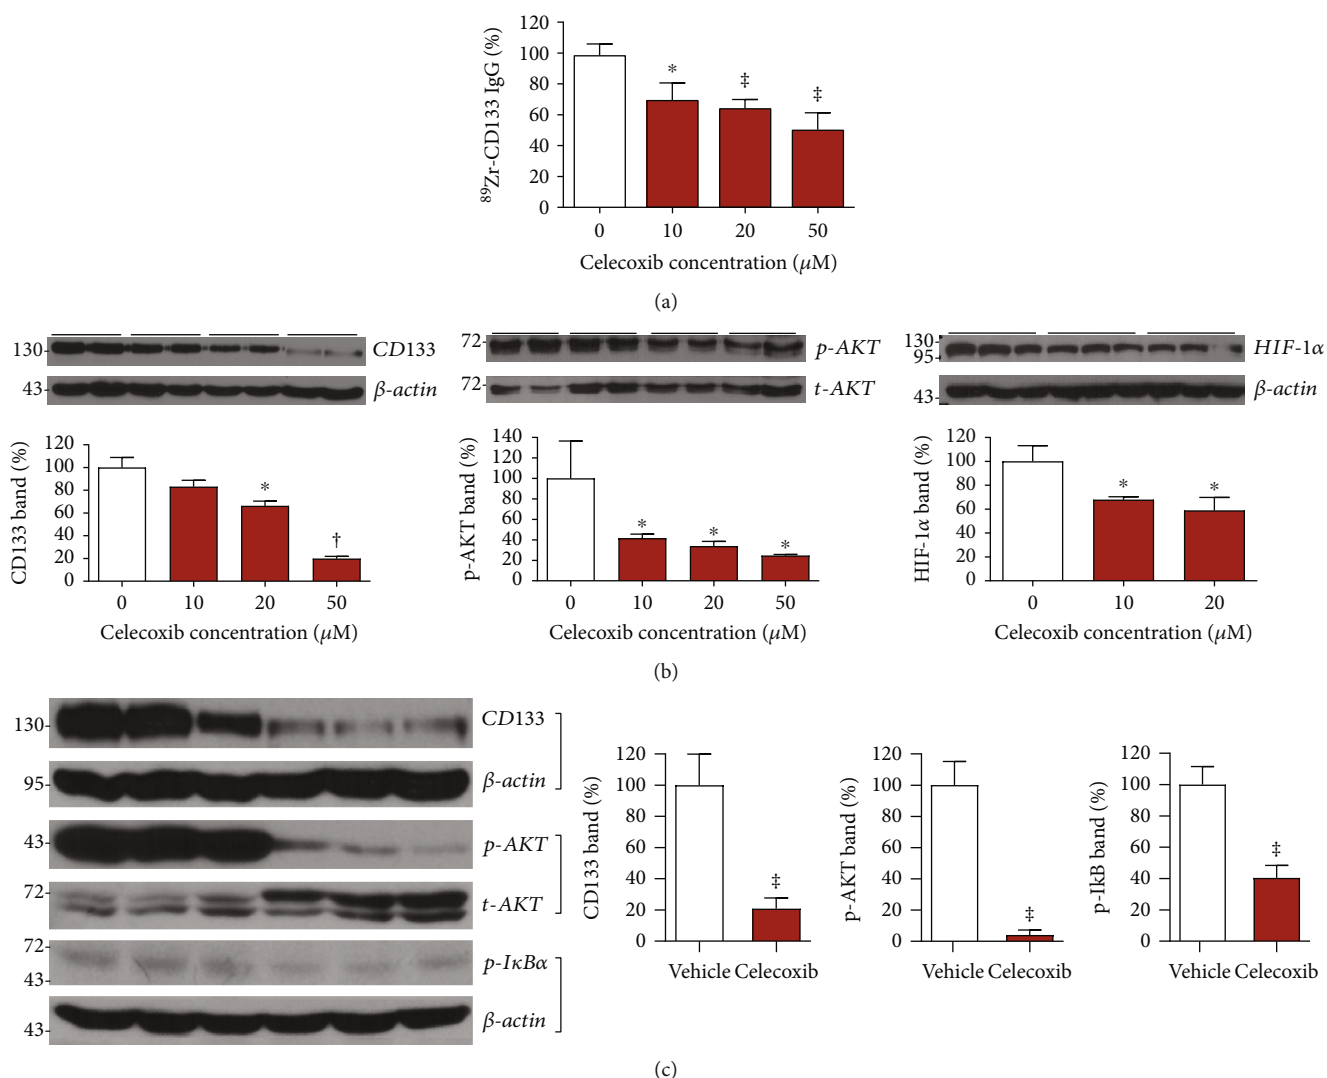 120
100
80
60
40
20
0
⁸⁹Zr-CD133 IgG (%)
* ‡ ‡
0 10 20 50
Celecoxib concentration (μM)
(a)
130 CD133
43 β-actin
72 p-AKT
72 t-AKT
130
95 HIF-1α
43 β-actin
120
100
80
60
40
20
0
CD133 band (%)
* †
0 10 20 50
Celecoxib concentration (μM)
140
120
100
80
60
40
20
0
p-AKT band (%)
* * *
0 10 20 50
Celecoxib concentration (μM)
120
100
80
60
40
20
0
HIF-1α band (%)
* *
0 10 20
Celecoxib concentration (μM)
(b)
130 CD133
95 β-actin
43 p-AKT
72 t-AKT
72
43 p-IκBα
43 β-actin
120
100
80
60
40
20
0
CD133 band (%)
‡
Vehicle Celecoxib
120
100
80
60
40
20
0
p-AKT band (%)
‡
Vehicle Celecoxib
120
100
80
60
40
20
0
p-IkB band (%)
‡
Vehicle Celecoxib
(c)